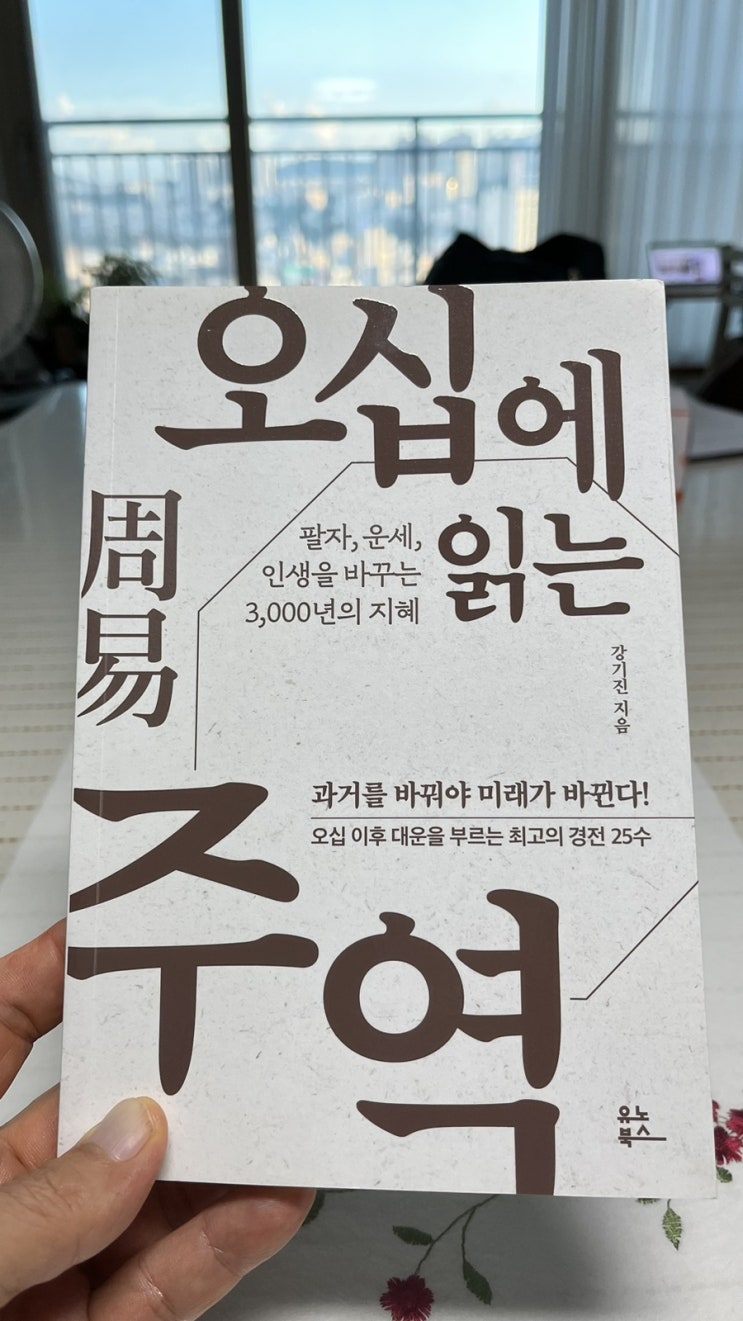 오십에
읽는
周易
팔자, 운세,
인생을 바꾸는
3,000년의 지혜
강기진 지음
과거를 바꿔야 미래가 바뀐다!
오십 이후 대운을 부르는 최고의 경전 25수
주역
유노
북스